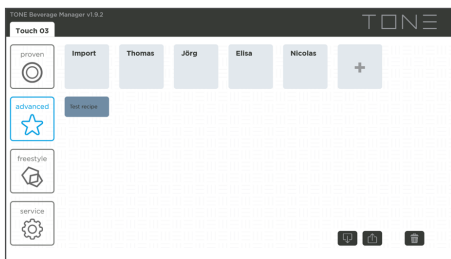 TONE Beverage Manager v1.9.2
TONE
Touch 03
proven
Import
Thomas
Jörg
Elisa
Nicolas
advanced
Test recipe
freestyle
service